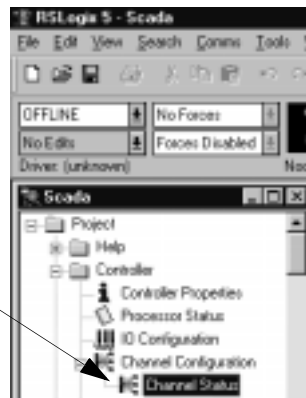 RSLogix 5 - Scada
File Edit View Search Comms Tools
OFFLINE No Forces
No Edits Forces Disabled
Driver: (unknown) Nod
Scada
Project
Help
Controller
Controller Properties
Processor Status
IO Configuration
Channel Configuration
Channel Status